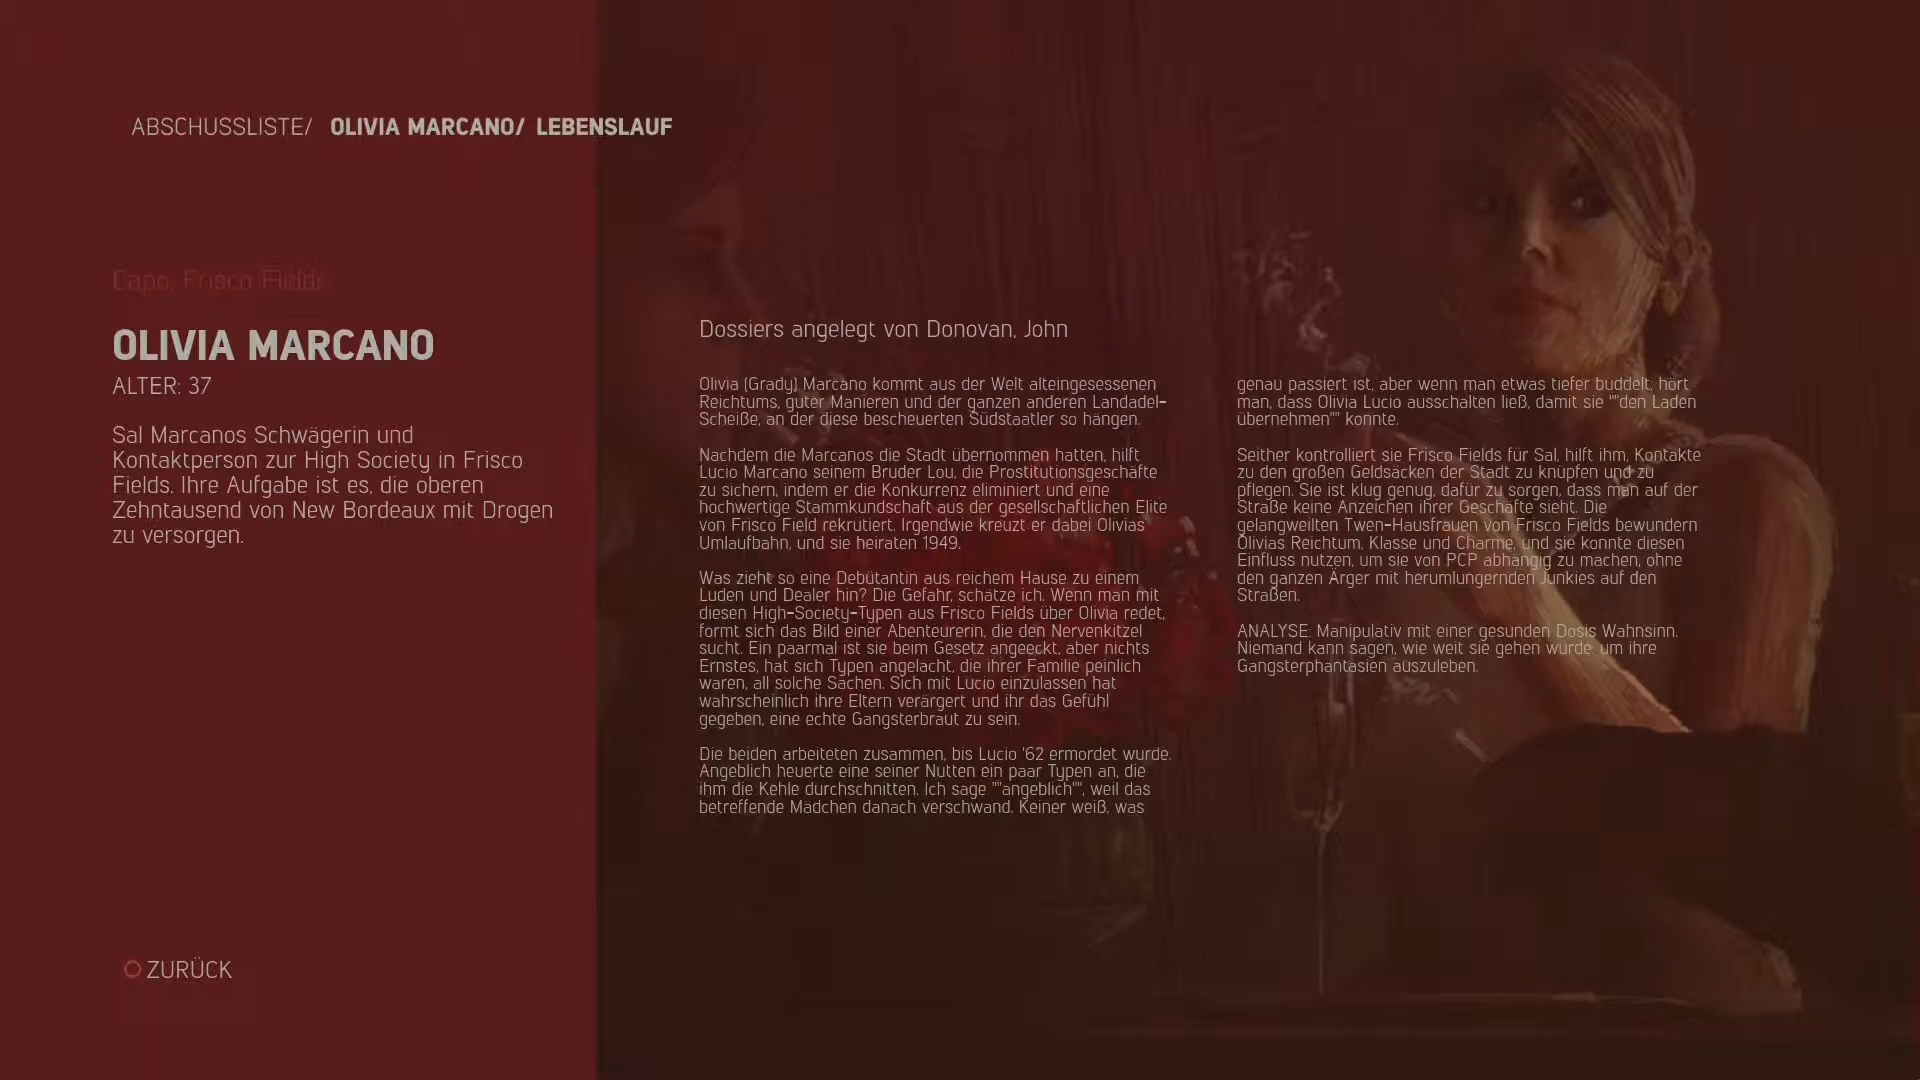 ABSCHUSSLISTE/ OLIVIA MARCANO/ LEBENSLAUF
Capo, Frisco Fields
OLIVIA MARCANO
ALTER: 37
Sal Marcanos Schwägerin und
Kontaktperson zur High Society in Frisco
Fields. Ihre Aufgabe ist es, die oberen
Zehntausend von New Bordeaux mit Drogen
zu versorgen.
Dossiers angelegt von Donovan, John
Olivia (Grady) Marcano kommt aus der Welt alteingesessenen
Reichtums, guter Manieren und der ganzen anderen Landadel-
Scheiße, an der diese bescheuerten Südstaatler so hängen.
Nachdem die Marcanos die Stadt übernommen hatten, hilft
Lucio Marcano seinem Bruder Lou, die Prostitutionsgeschäfte
zu sichern, indem er die Konkurrenz eliminiert und eine
hochwertige Stammkundschaft aus der gesellschaftlichen Elite
von Frisco Field rekrutiert. Irgendwie kreuzt er dabei Olivias
Umlaufbahn, und sie heiraten 1949.
Was zieht so eine Debütantin aus reichem Hause zu einem
Luden und Dealer hin? Die Gefahr, schätze ich. Wenn man mit
diesen High-Society-Typen aus Frisco Fields über Olivia redet,
formt sich das Bild einer Abenteurerin, die den Nervenkitzel
sucht. Ein paarmal ist sie beim Gesetz angeeckt, aber nichts
Ernstes, hat sich Typen angelacht, die ihrer Familie peinlich
waren, all solche Sachen. Sich mit Lucio einzulassen hat
wahrscheinlich ihre Eltern verärgert und ihr das Gefühl
gegeben, eine echte Gangsterbraut zu sein.
Die beiden arbeiteten zusammen, bis Lucio '62 ermordet wurde.
Angeblich heuerte eine seiner Nutten ein paar Typen an, die
ihm die Kehle durchschnitten. Ich sage ""angeblich"", weil das
betreffende Mädchen danach verschwand. Keiner weiß, was
genau passiert ist, aber wenn man etwas tiefer buddelt, hört
man, dass Olivia Lucio ausschalten ließ, damit sie ""den Laden
übernehmen"" konnte.
Seither kontrolliert sie Frisco Fields für Sal, hilft ihm, Kontakte
zu den großen Geldsäcken der Stadt zu knüpfen und zu
pflegen. Sie ist klug genug, dafür zu sorgen, dass man auf der
Straße keine Anzeichen ihrer Geschäfte sieht. Die
gelangweilten Twen-Hausfrauen von Frisco Fields bewundern
Olivias Reichtum, Klasse und Charme, und sie konnte diesen
Einfluss nutzen, um sie von PCP abhängig zu machen, ohne
den ganzen Ärger mit herumlungernden Junkies auf den
Straßen.
ANALYSE: Manipulativ mit einer gesunden Dosis Wahnsinn.
Niemand kann sagen, wie weit sie gehen würde, um ihre
Gangsterphantasien auszuleben.
ZURÜCK